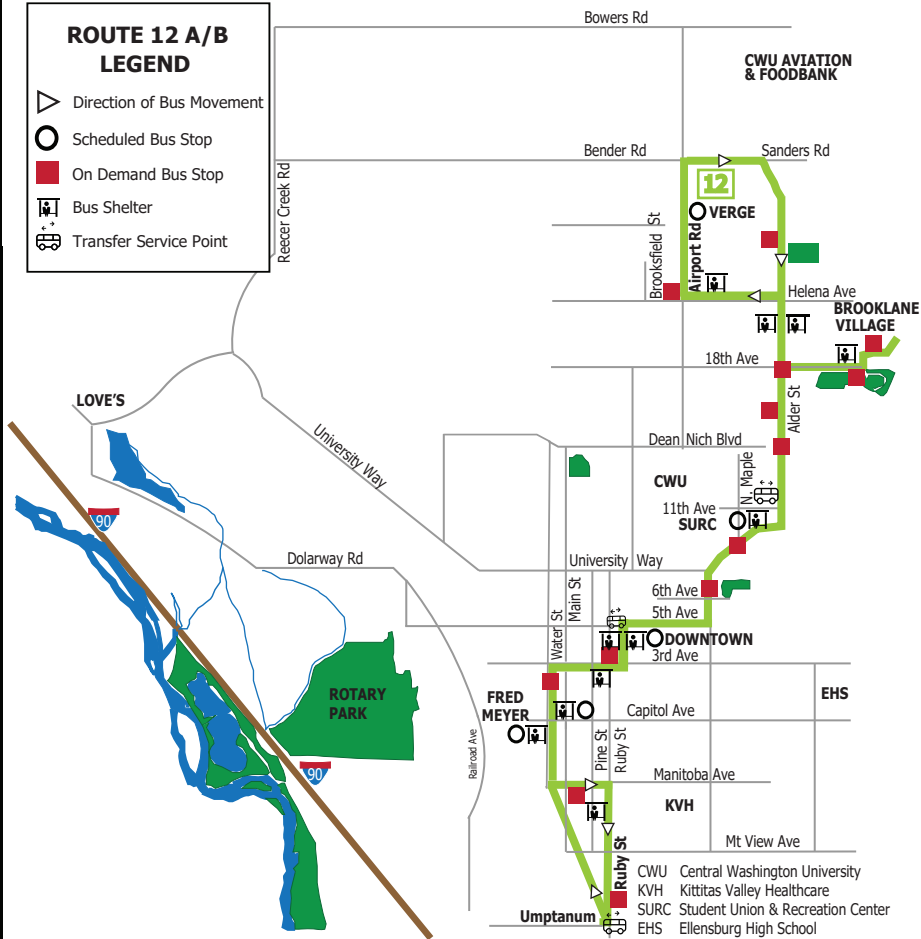 ROUTE 12 A/B
LEGEND
Direction of Bus Movement
Scheduled Bus Stop
On Demand Bus Stop
Bus Shelter
Transfer Service Point
Bowers Rd
CWU AVIATION
& FOODBANK
Bender Rd
Sanders Rd
Reecer Creek Rd
12
VERGE
Brooksfield St
Airport Rd
Helena Ave
BROOKLANE
VILLAGE
18th Ave
LOVE'S
Alder St
University Way
Dean Nich Blvd
CWU
N. Maple
11th Ave
SURC
90
Dolarway Rd
University Way
6th Ave
5th Ave
Main St
Water St
DOWNTOWN
3rd Ave
ROTARY
PARK
FRED
MEYER
EHS
Capitol Ave
Pine St
Ruby St
Railroad Ave
90
Manitoba Ave
KVH
Mt View Ave
Ruby St
CWU Central Washington University
KVH Kittitas Valley Healthcare
SURC Student Union & Recreation Center
EHS Ellensburg High School
Umptanum